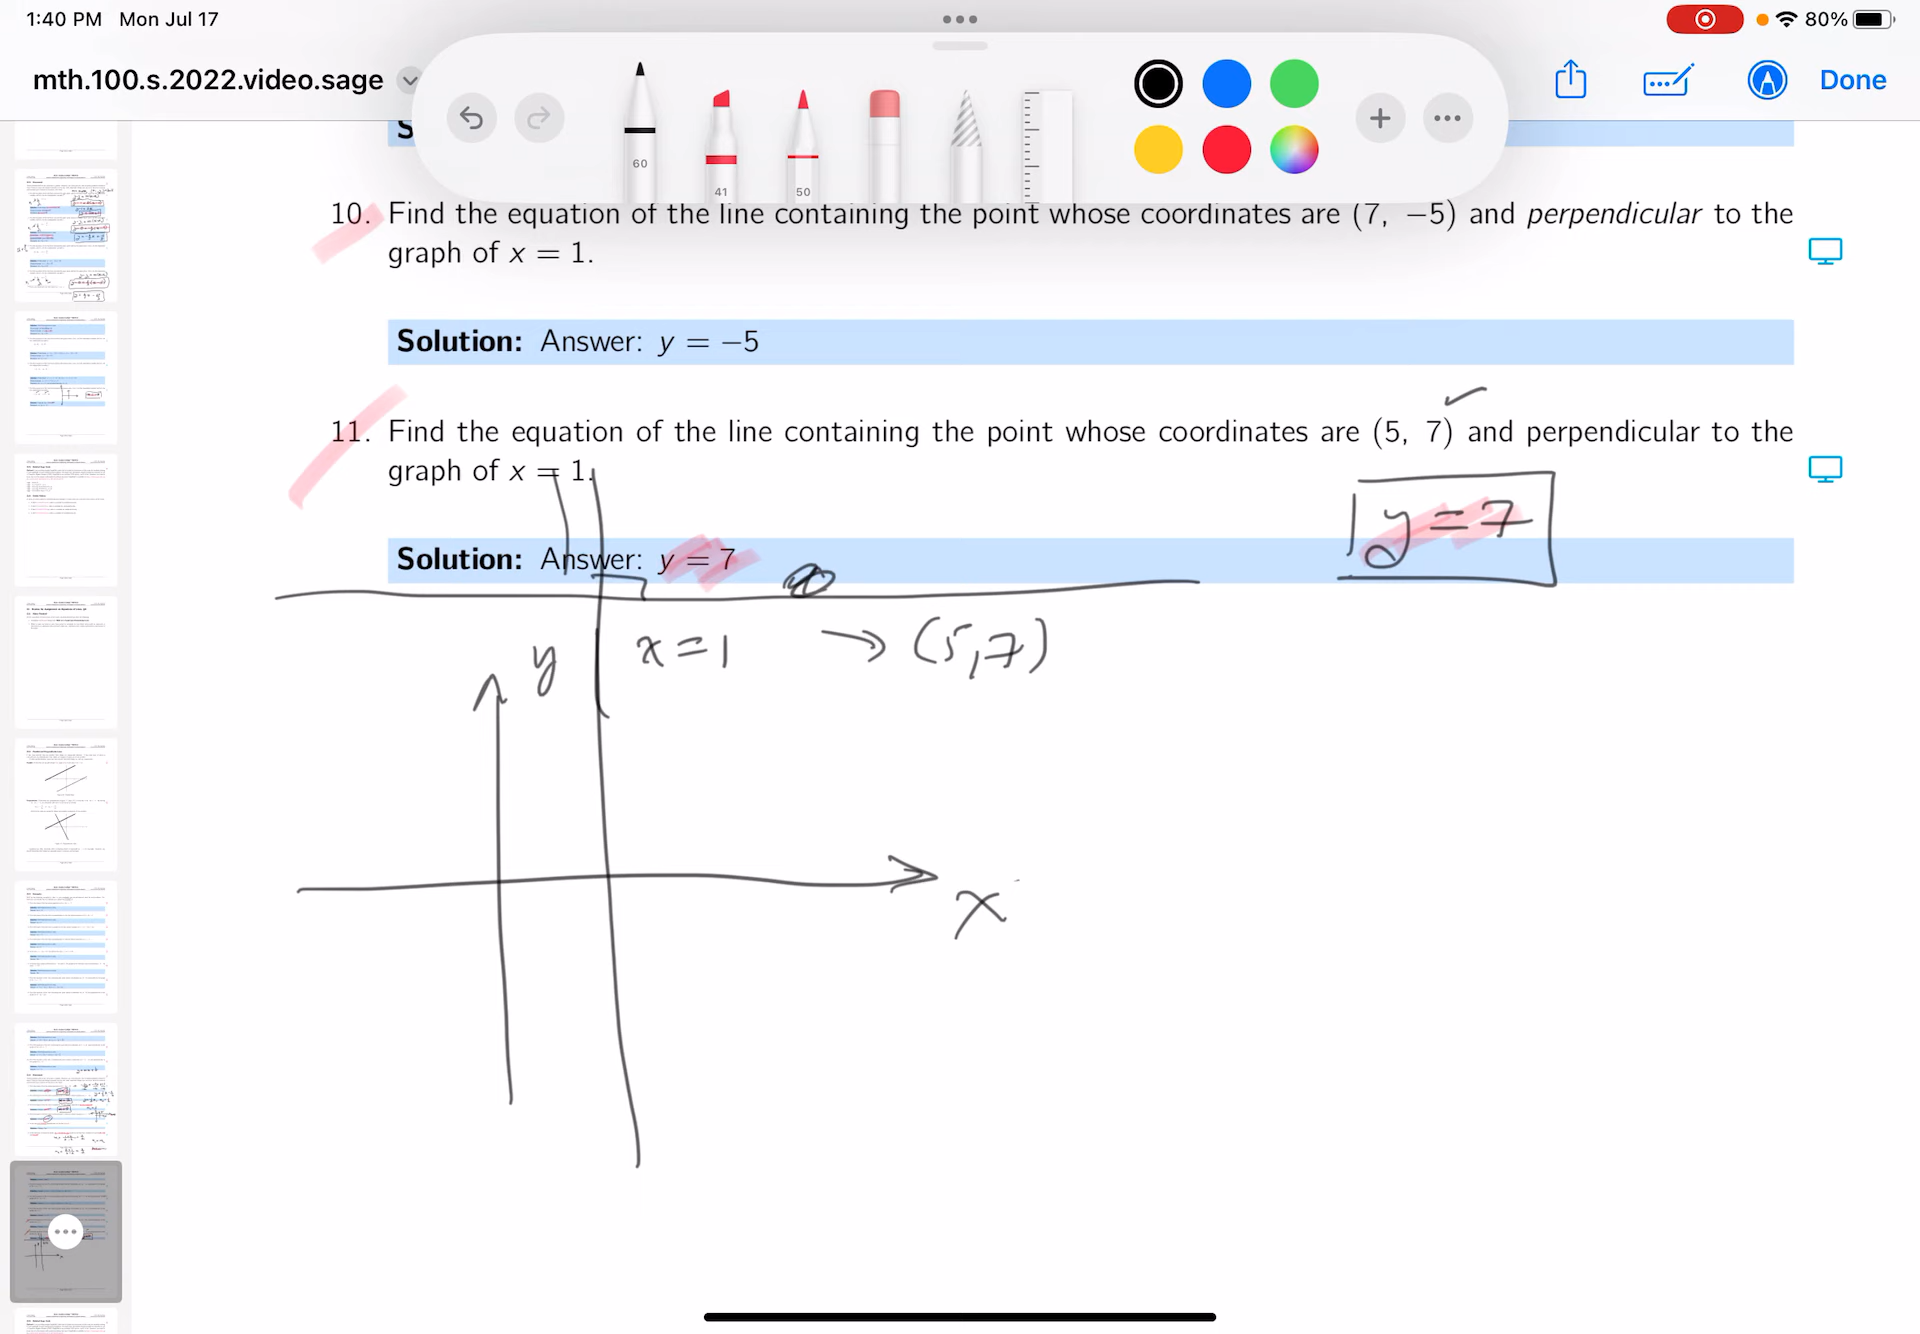 1:40 PM Mon Jul 17
80%
mth.100.s.2022.video.sage
Done
60
41
50
S
10. Find the equation of the line containing the point whose coordinates are (7, −5) and perpendicular to the
graph of x = 1.
Solution: Answer: y = −5
11. Find the equation of the line containing the point whose coordinates are (5, 7) and perpendicular to the
graph of x = 1.
y = 7
Solution: Answer: y = 7
y
x = 1 → (5,7)
x